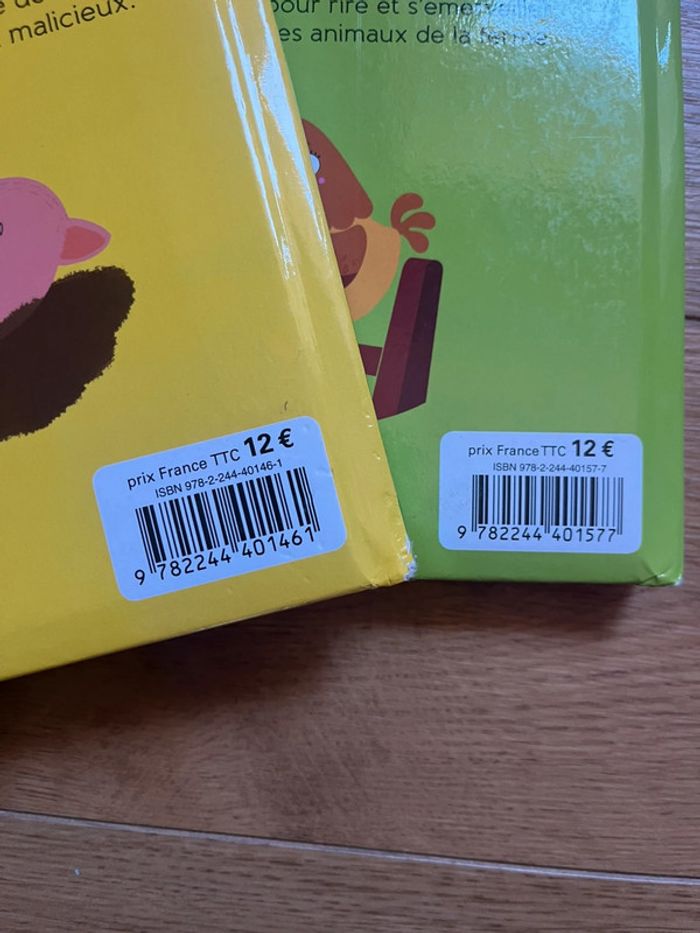 malicieux.
pour rire et s'émerveiller
es animaux de la ferme
prix France TTC 12 €
ISBN 978-2-244-40146-1
9 782244 401461
prix France TTC 12 €
ISBN 978-2-244-40157-7
9 782244 401577